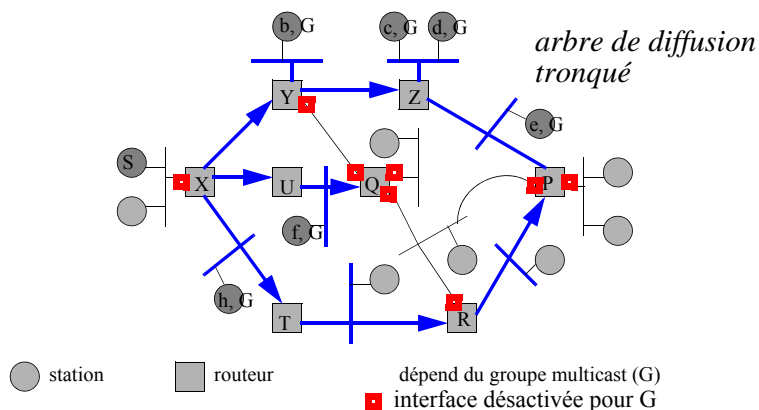 b, G
c, G
d, G
arbre de diffusion
tronqué
Y
Z
e, G
S
X
U
Q
P
f, G
h, G
T
R
station
routeur
dépend du groupe multicast (G)
interface désactivée pour G